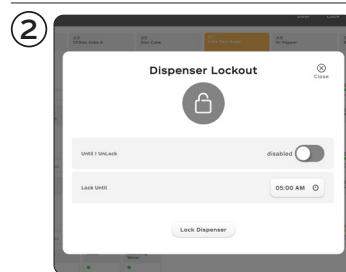 2
Dispenser Lockout
Close
Until I UnLock
disabled
Lock Until
05:00 AM
Lock Dispenser